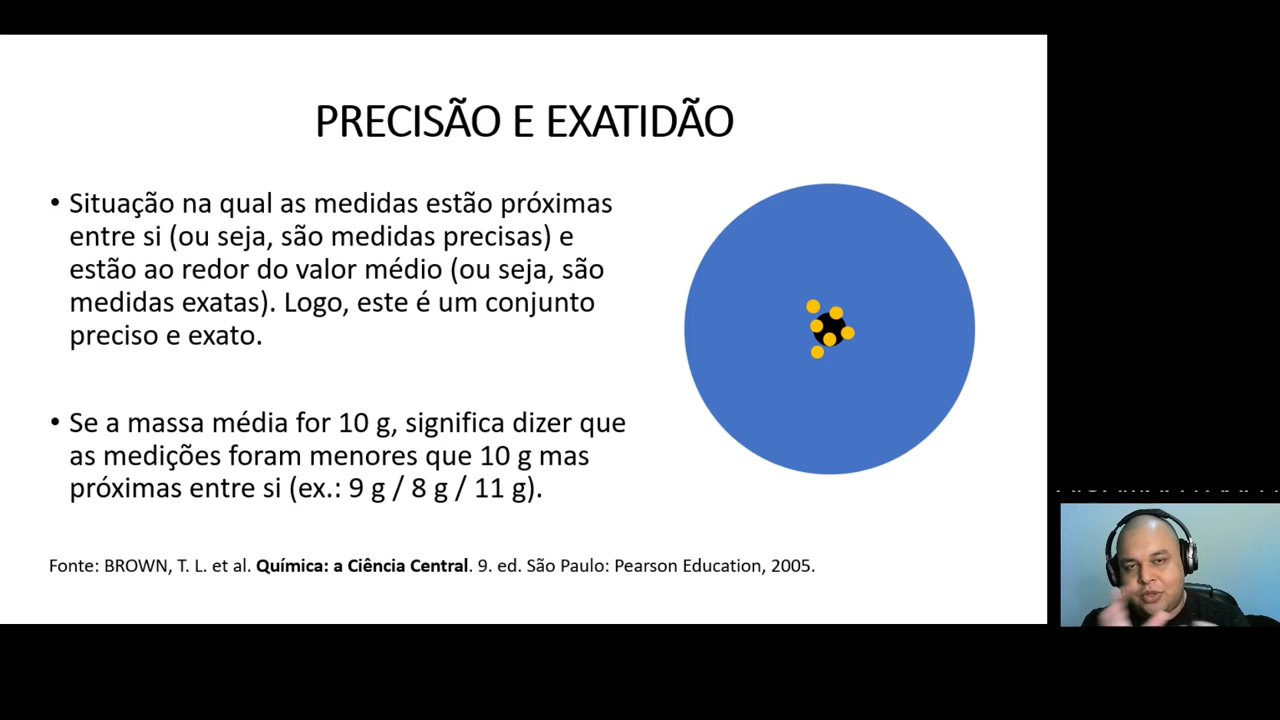 PRECISÃO E EXATIDÃO
• Situação na qual as medidas estão próximas
entre si (ou seja, são medidas precisas) e
estão ao redor do valor médio (ou seja, são
medidas exatas). Logo, este é um conjunto
preciso e exato.
• Se a massa média for 10 g, significa dizer que
as medições foram menores que 10 g mas
próximas entre si (ex.: 9 g / 8 g / 11 g).
Fonte: BROWN, T. L. et al. Química: a Ciência Central. 9. ed. São Paulo: Pearson Education, 2005.